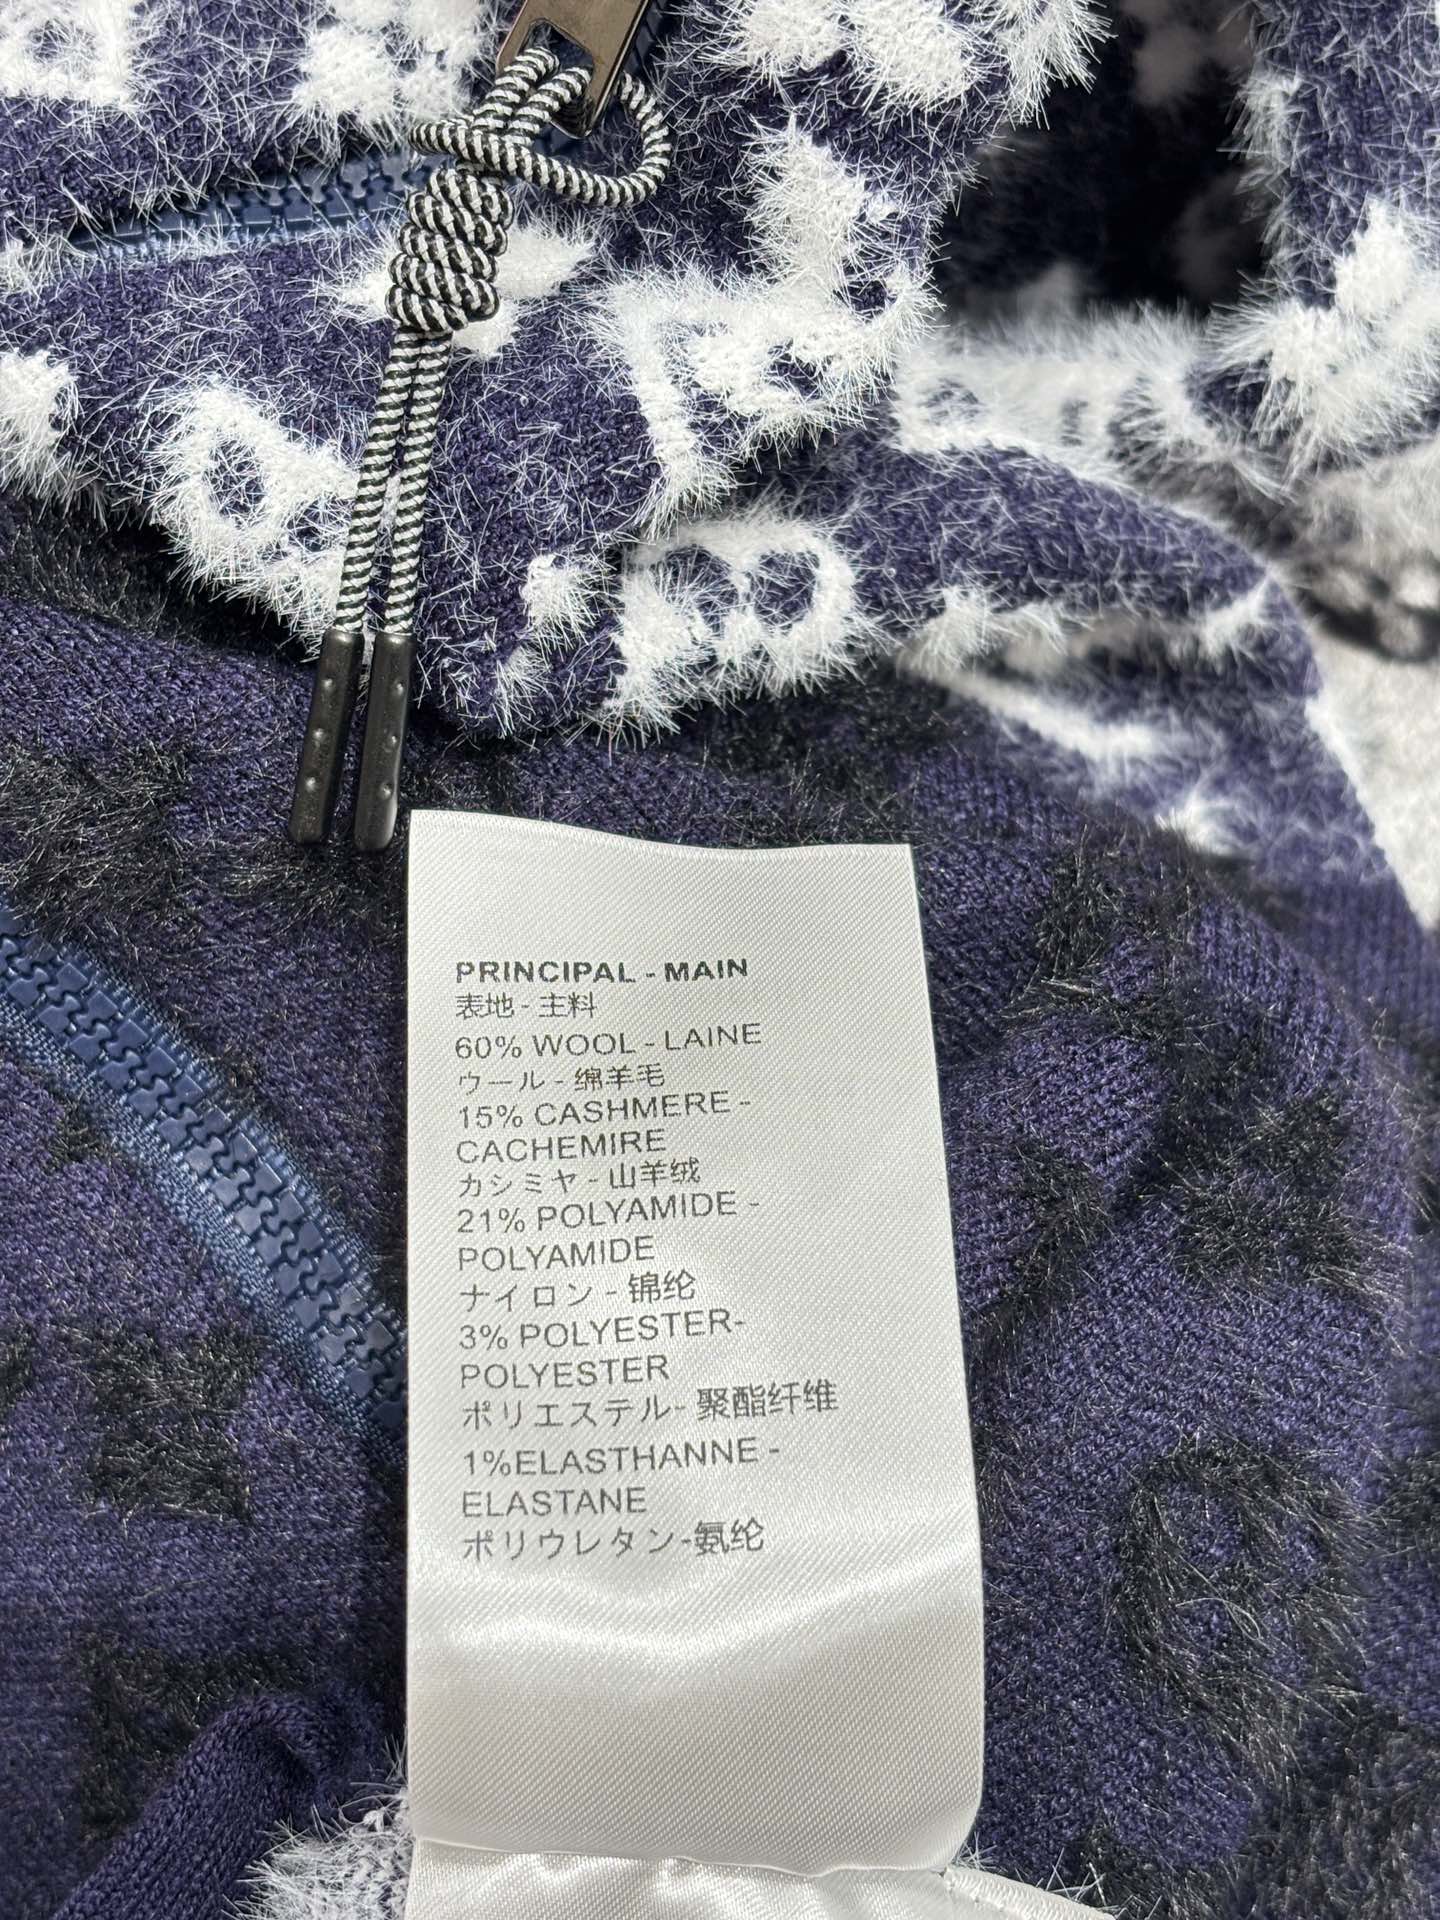 PRINCIPAL - MAIN
表地 - 主料
60% WOOL - LAINE
ウール - 绵羊毛
15% CASHMERE -
CACHEMIRE
カシミヤ - 山羊绒
21% POLYAMIDE -
POLYAMIDE
ナイロン - 锦纶
3% POLYESTER-
POLYESTER
ポリエステル- 聚酯纤维
1%ELASTHANNE -
ELASTANE
ポリウレタン-氨纶